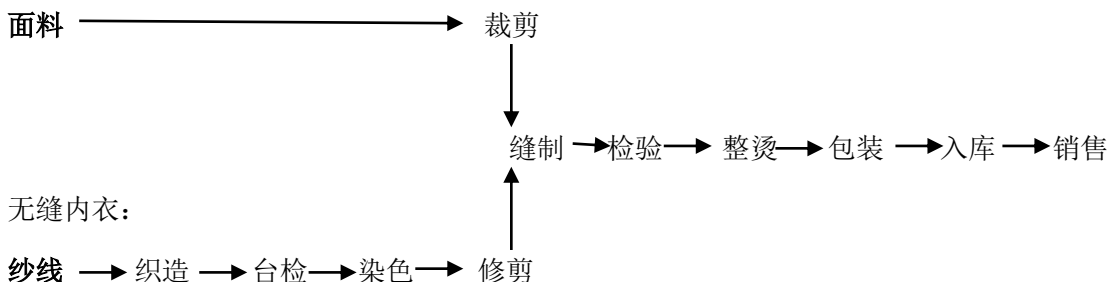 面料 裁剪
缝制 检验 整烫 包装 入库 销售
无缝内衣：
纱线 织造 台检 染色 修剪